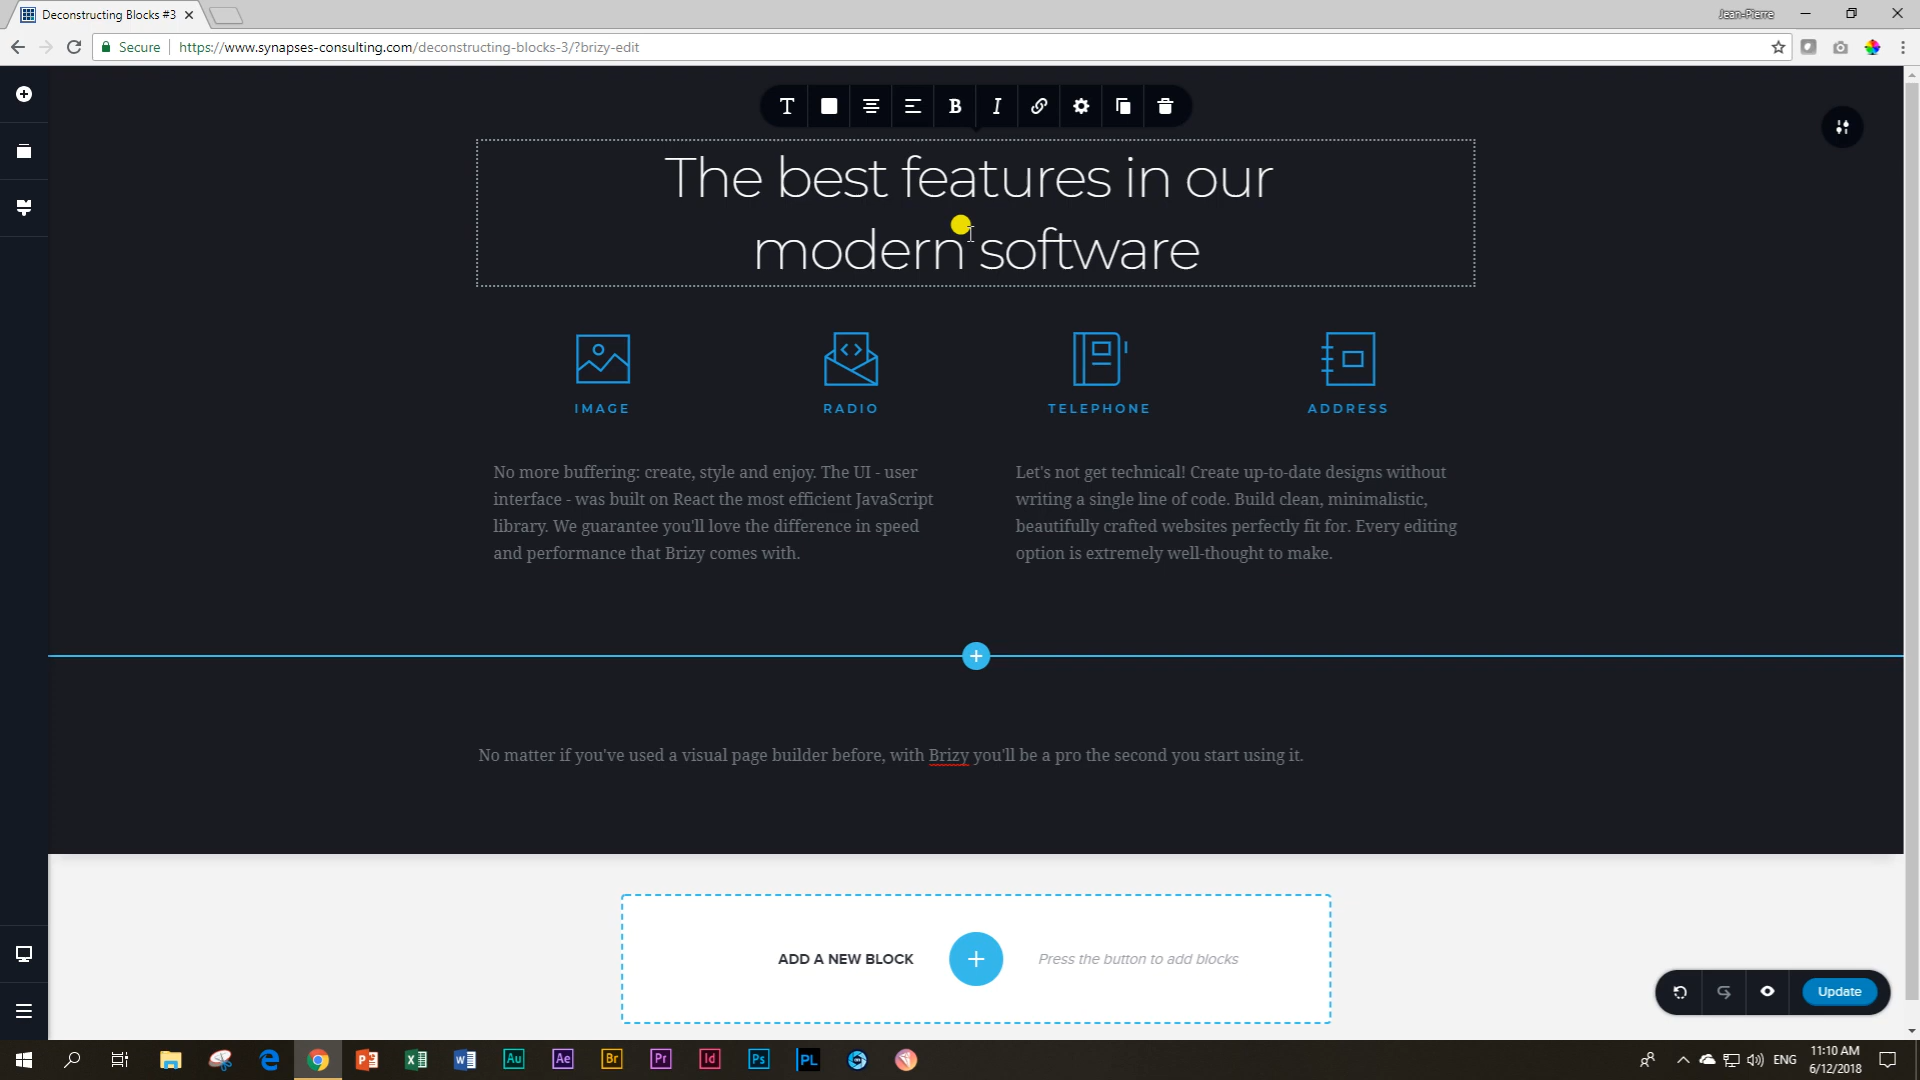 Deconstructing Blocks #3
Jean-Pierre
Secure
https://www.synapses-consulting.com/deconstructing-blocks-3/?brizy-edit
T B I
The best features in our
modern software
IMAGE RADIO TELEPHONE ADDRESS
No more buffering: create, style and enjoy. The UI - user
interface - was built on React the most efficient JavaScript
library. We guarantee you'll love the difference in speed
and performance that Brizy comes with.
Let's not get technical! Create up-to-date designs without
writing a single line of code. Build clean, minimalistic,
beautifully crafted websites perfectly fit for. Every editing
option is extremely well-thought to make.
No matter if you've used a visual page builder before, with Brizy you'll be a pro the second you start using it.
ADD A NEW BLOCK
Press the button to add blocks
Update
Au Ae Br Pr Id Ps PL
ENG
11:10 AM
6/12/2018